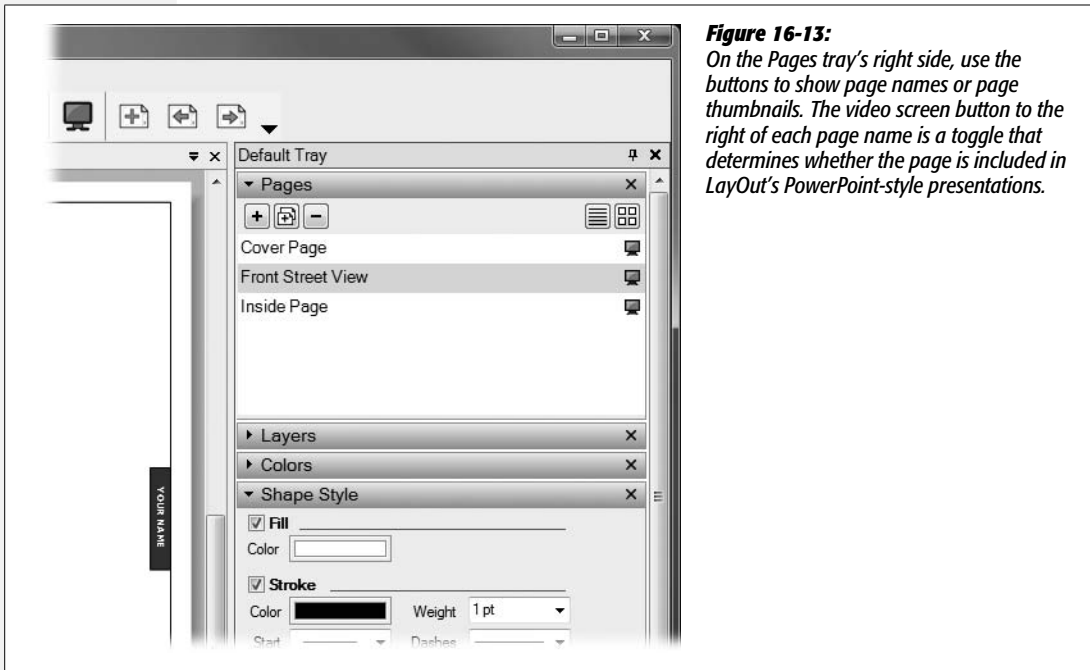 Default Tray
Pages
Cover Page
Front Street View
Inside Page
Layers
Colors
Shape Style
Fill
Color
Stroke
Color Weight 1 pt
Start Dashes
YOUR NAME
Figure 16-13:
On the Pages tray's right side, use the
buttons to show page names or page
thumbnails. The video screen button to the
right of each page name is a toggle that
determines whether the page is included in
LayOut's PowerPoint-style presentations.